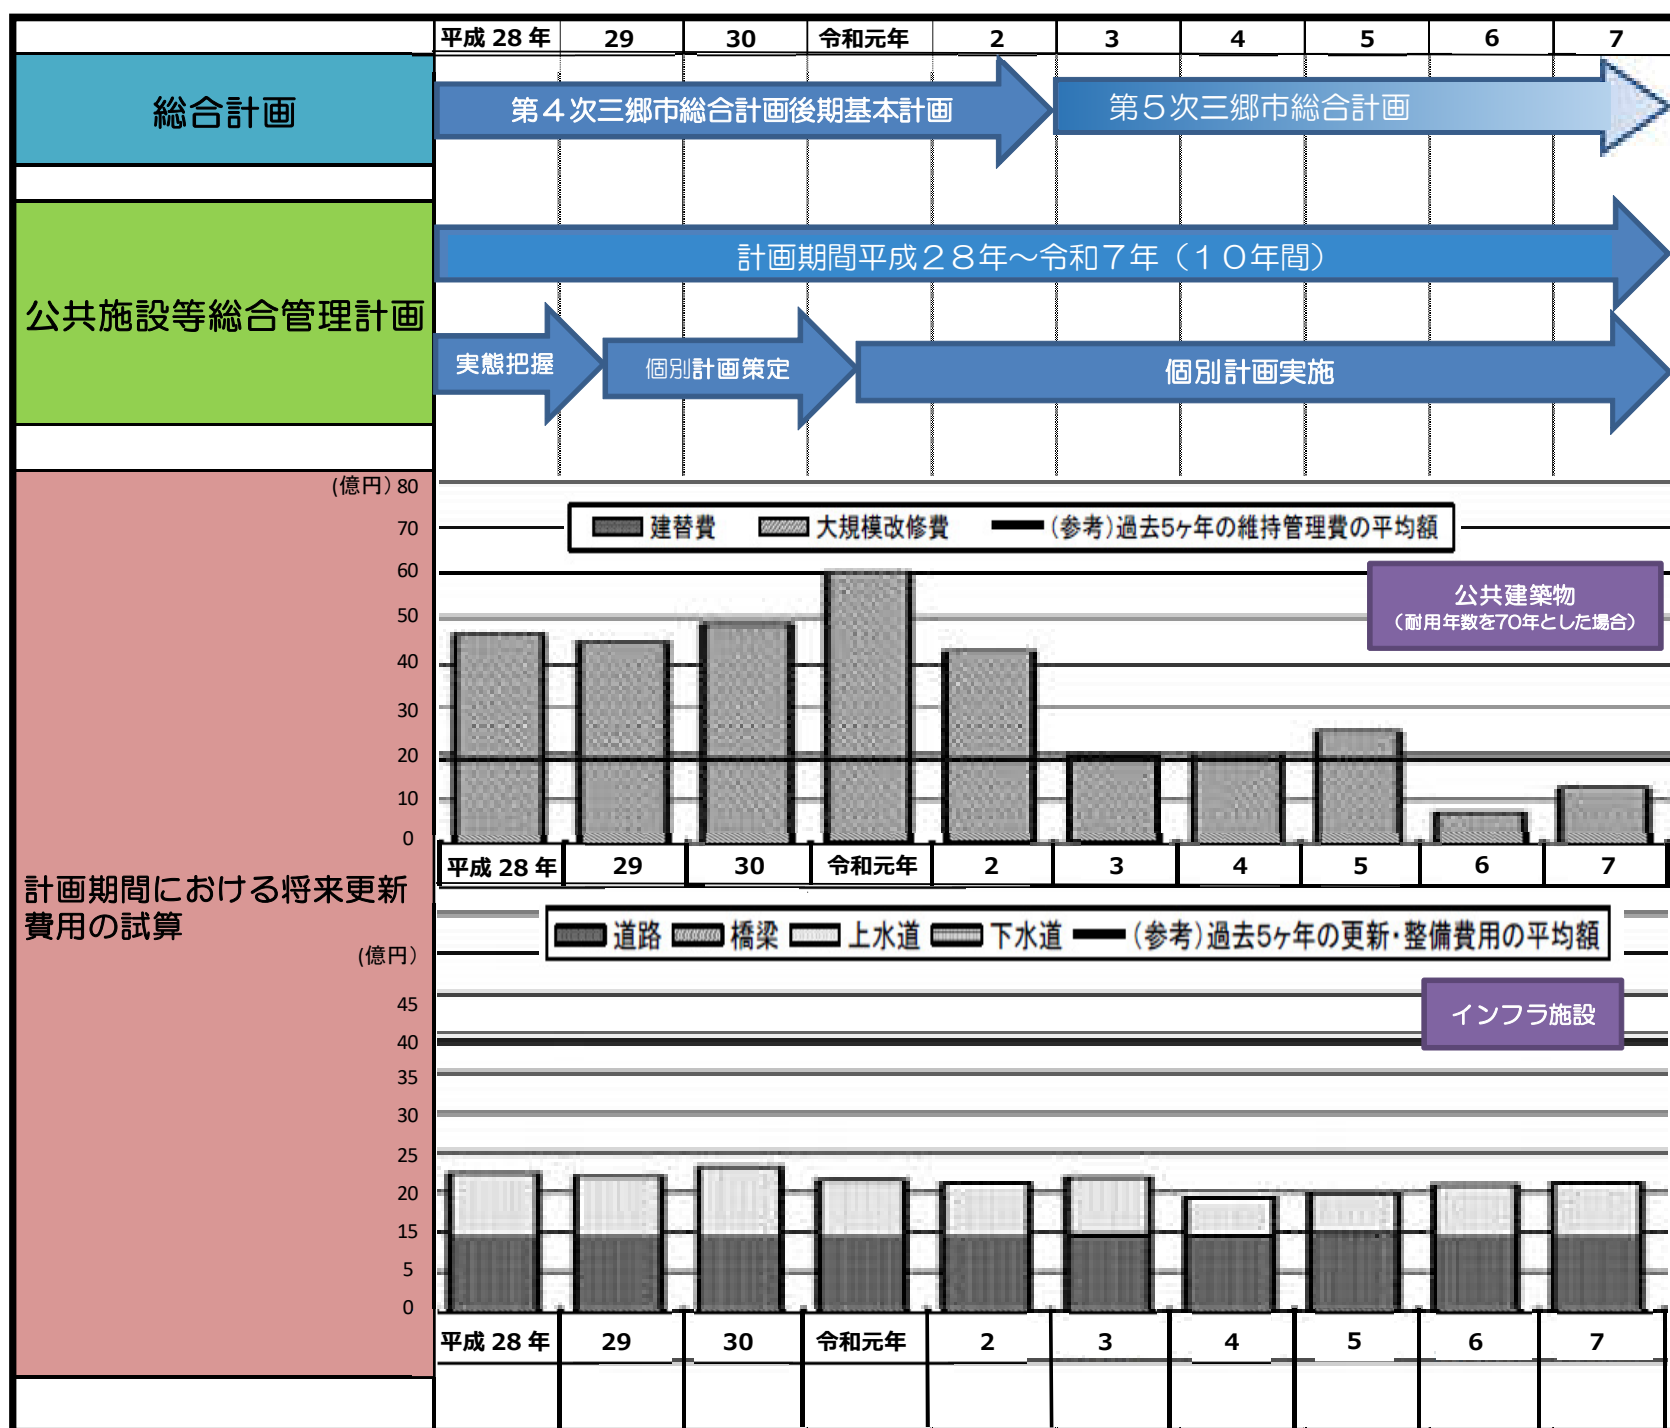 平成 28 年 29 30 令和元年 2 3 4 5 6 7
総合計画
第４次三郷市総合計画後期基本計画
第５次三郷市総合計画
公共施設等総合管理計画
計画期間平成２８年～令和７年（１０年間）
実態把握
個別計画策定
個別計画実施
計画期間における将来更新
費用の試算
(億円) 80
70
60
50
40
30
20
10
0
建替費 大規模改修費 (参考)過去5ヶ年の維持管理費の平均額
公共建築物
（耐用年数を70年とした場合）
平成 28 年 29 30 令和元年 2 3 4 5 6 7
(億円)
45
40
35
30
25
20
15
5
0
道路 橋梁 上水道 下水道 (参考)過去5ヶ年の更新・整備費用の平均額
インフラ施設
平成 28 年 29 30 令和元年 2 3 4 5 6 7